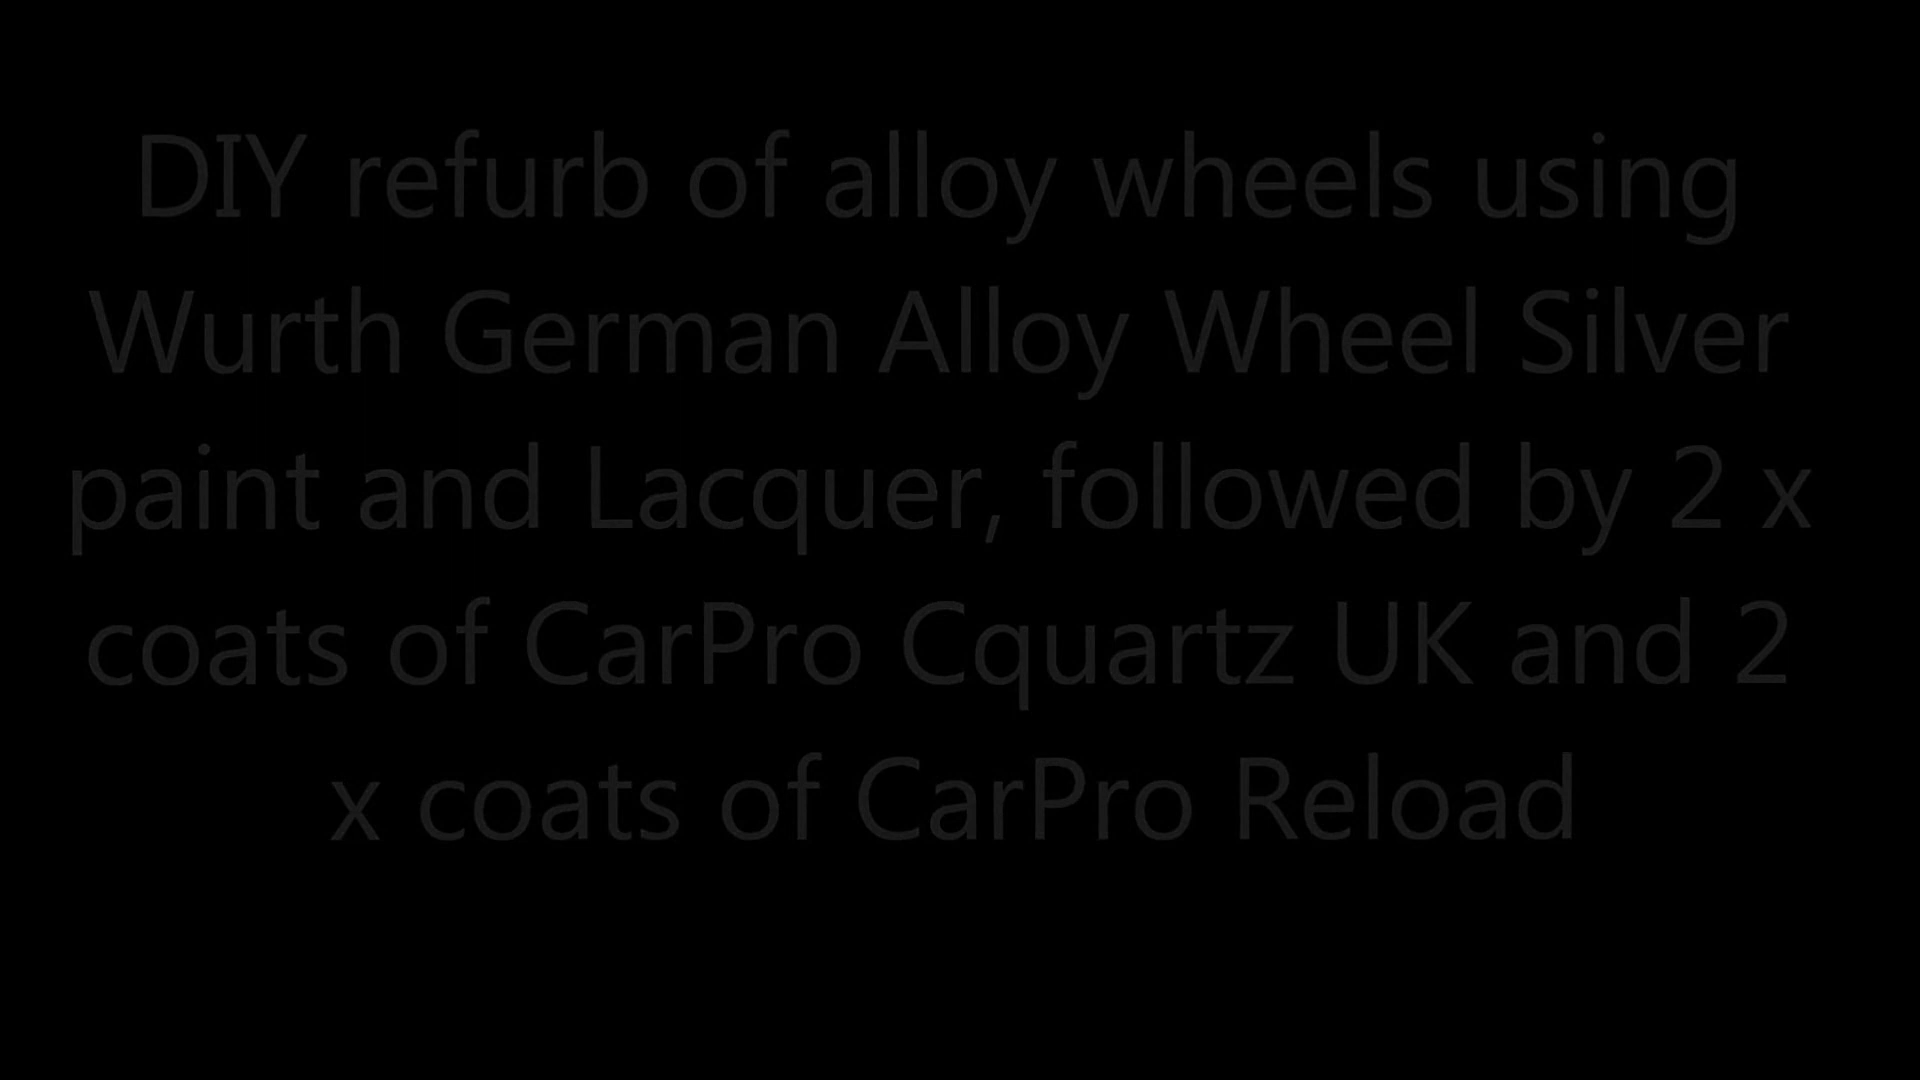 DIY refurb of alloy wheels using
Wurth German Alloy Wheel Silver
paint and Lacquer, followed by 2 x
coats of CarPro Cquartz UK and 2
x coats of CarPro Reload